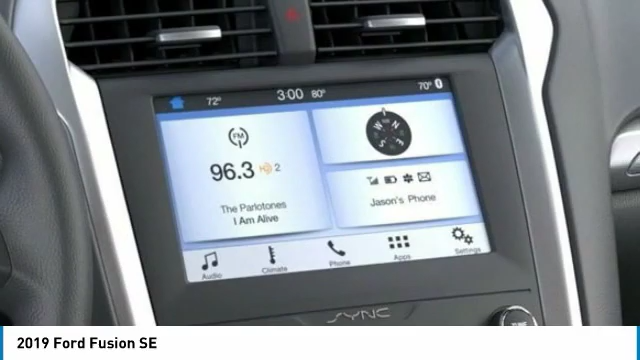 72° 3:00 80° 70°
FM
96.3 HD 2
The Parlotones
I Am Alive
N
W
E
S
Jason's Phone
Audio Climate Phone Apps Settings
SYNC
TUNE
2019 Ford Fusion SE